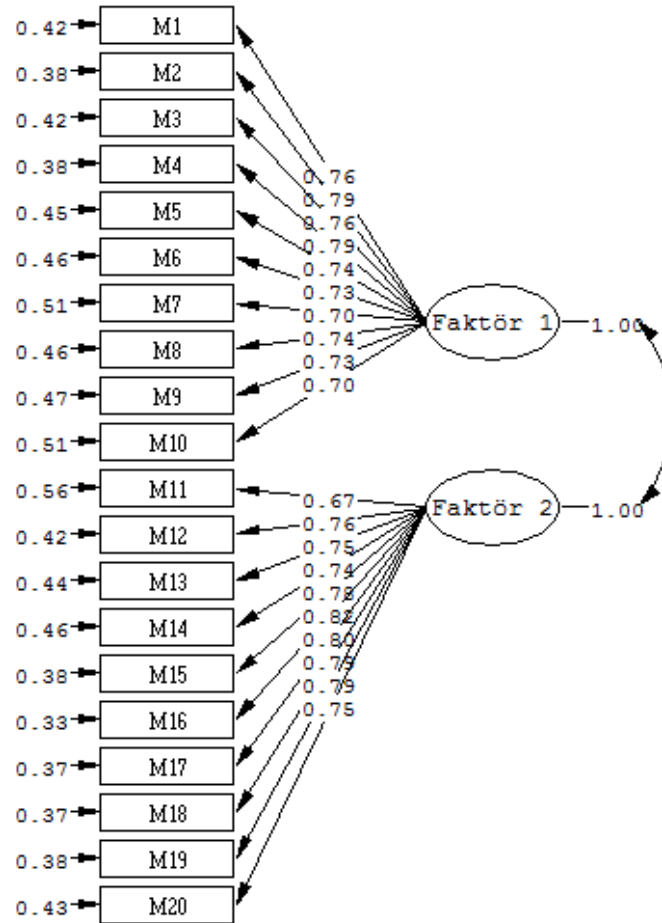 0.42 M1
0.38 M2
0.42 M3
0.38 M4
0.45 M5
0.46 M6
0.51 M7
0.46 M8
0.47 M9
0.51 M10
0.56 M11
0.42 M12
0.44 M13
0.46 M14
0.38 M15
0.33 M16
0.37 M17
0.37 M18
0.38 M19
0.43 M20
0.76
0.79
0.76
0.79
0.74
0.73
0.70
0.74
0.73
0.70
0.67
0.76
0.75
0.74
0.78
0.82
0.80
0.79
0.79
0.75
Faktör 1 1.00
Faktör 2 1.00